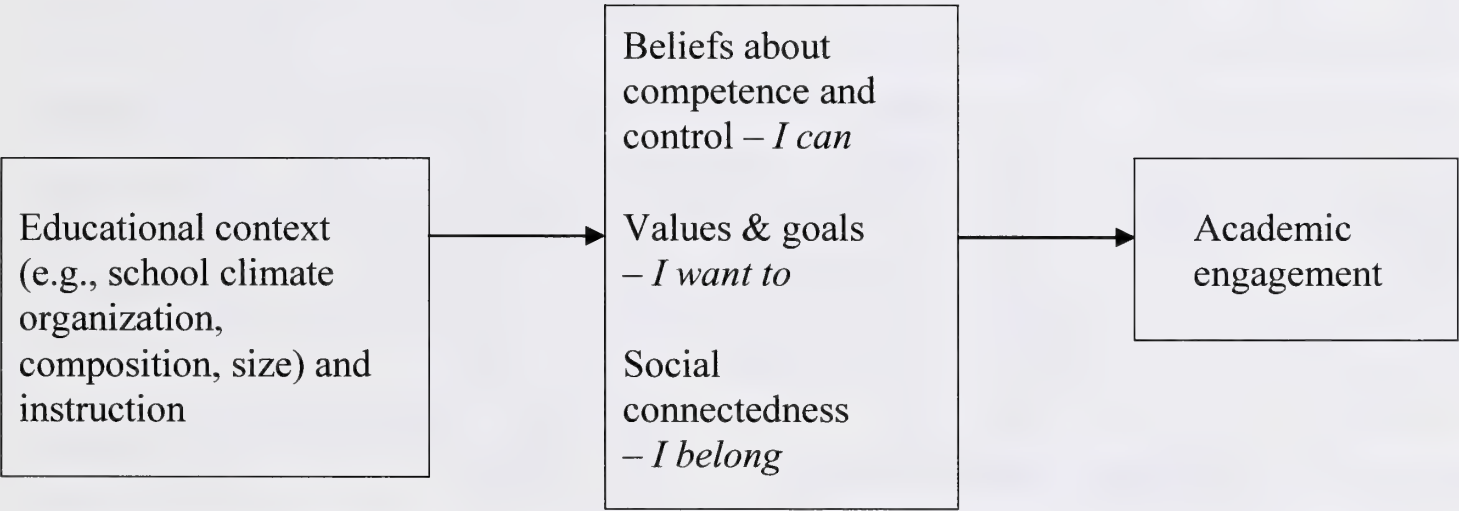 Educational context
(e.g., school climate
organization,
composition, size) and
instruction
Beliefs about
competence and
control – I can
Values & goals
– I want to
Social
connectedness
– I belong
Academic
engagement